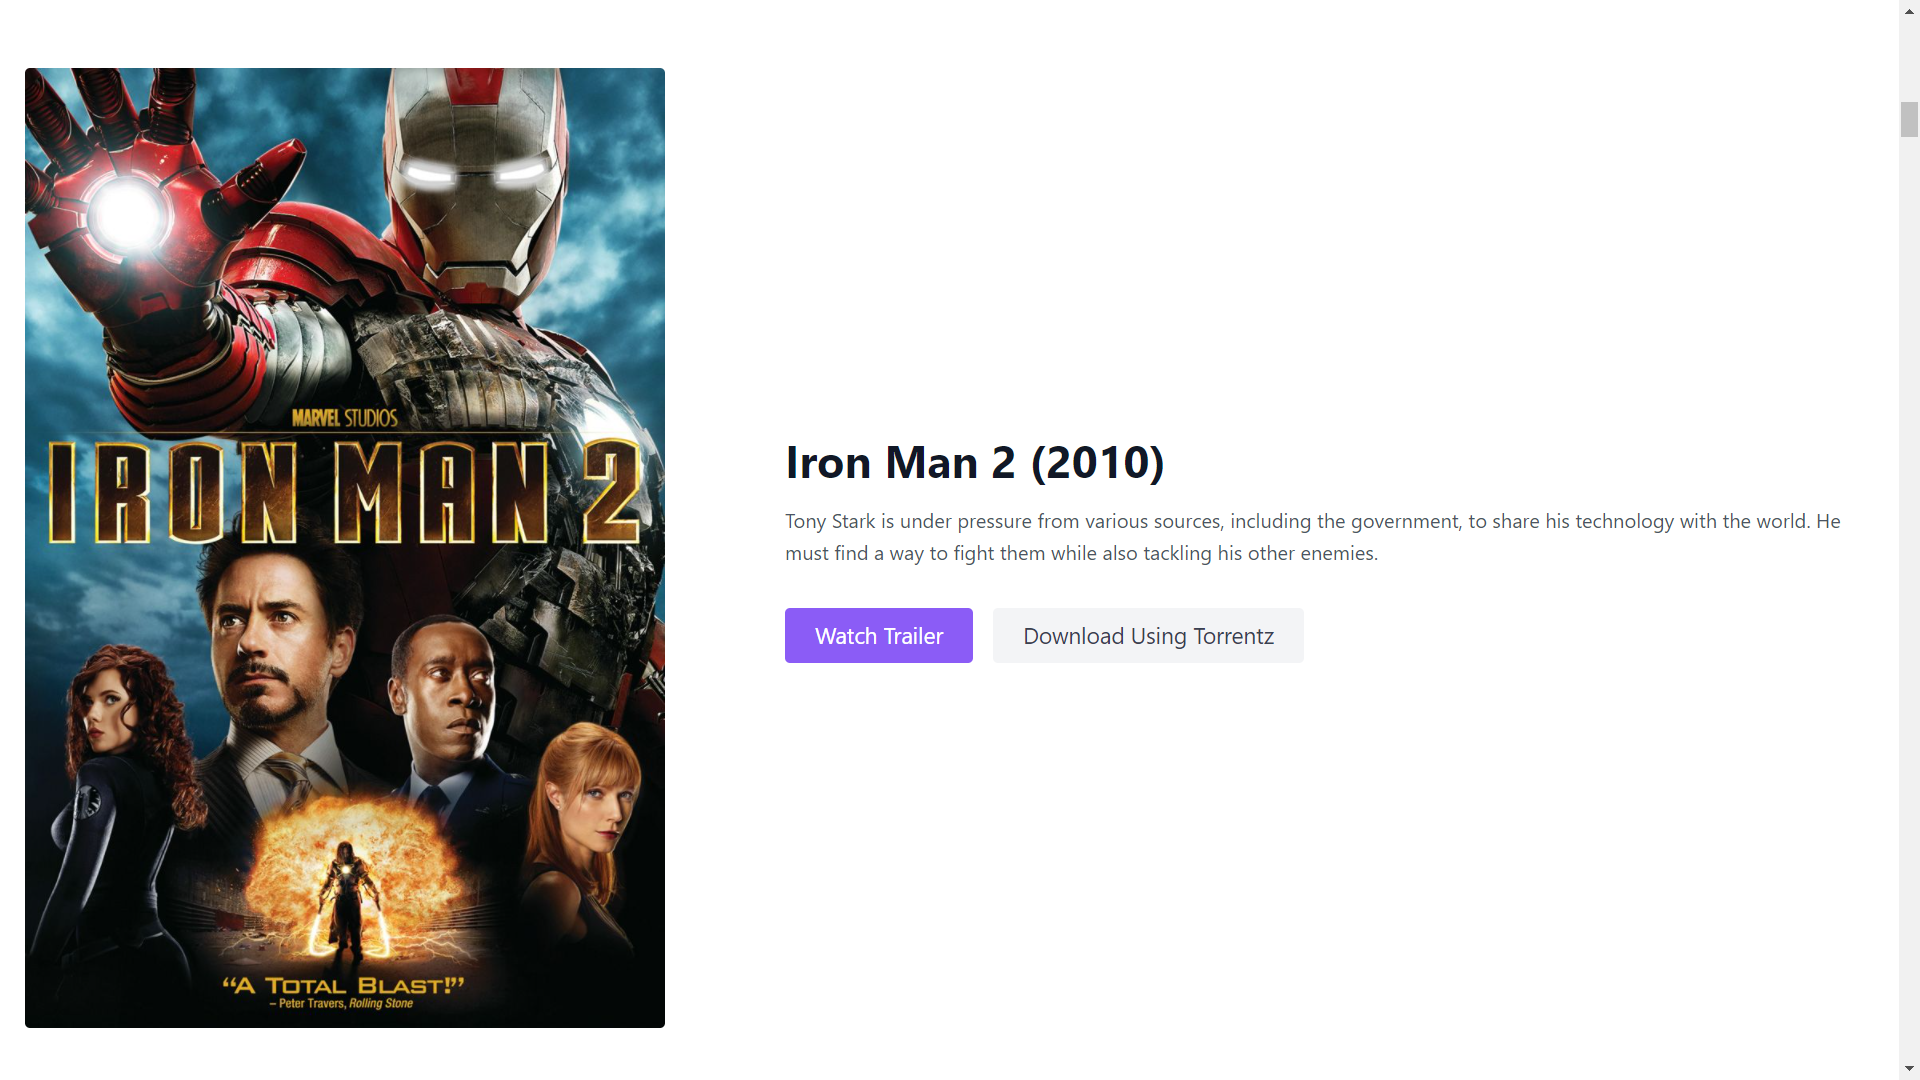 MARVEL STUDIOS
IRON MAN 2
“A TOTAL BLAST!”
– Peter Travers, Rolling Stone
Iron Man 2 (2010)
Tony Stark is under pressure from various sources, including the government, to share his technology with the world. He
must find a way to fight them while also tackling his other enemies.
Watch Trailer
Download Using Torrentz